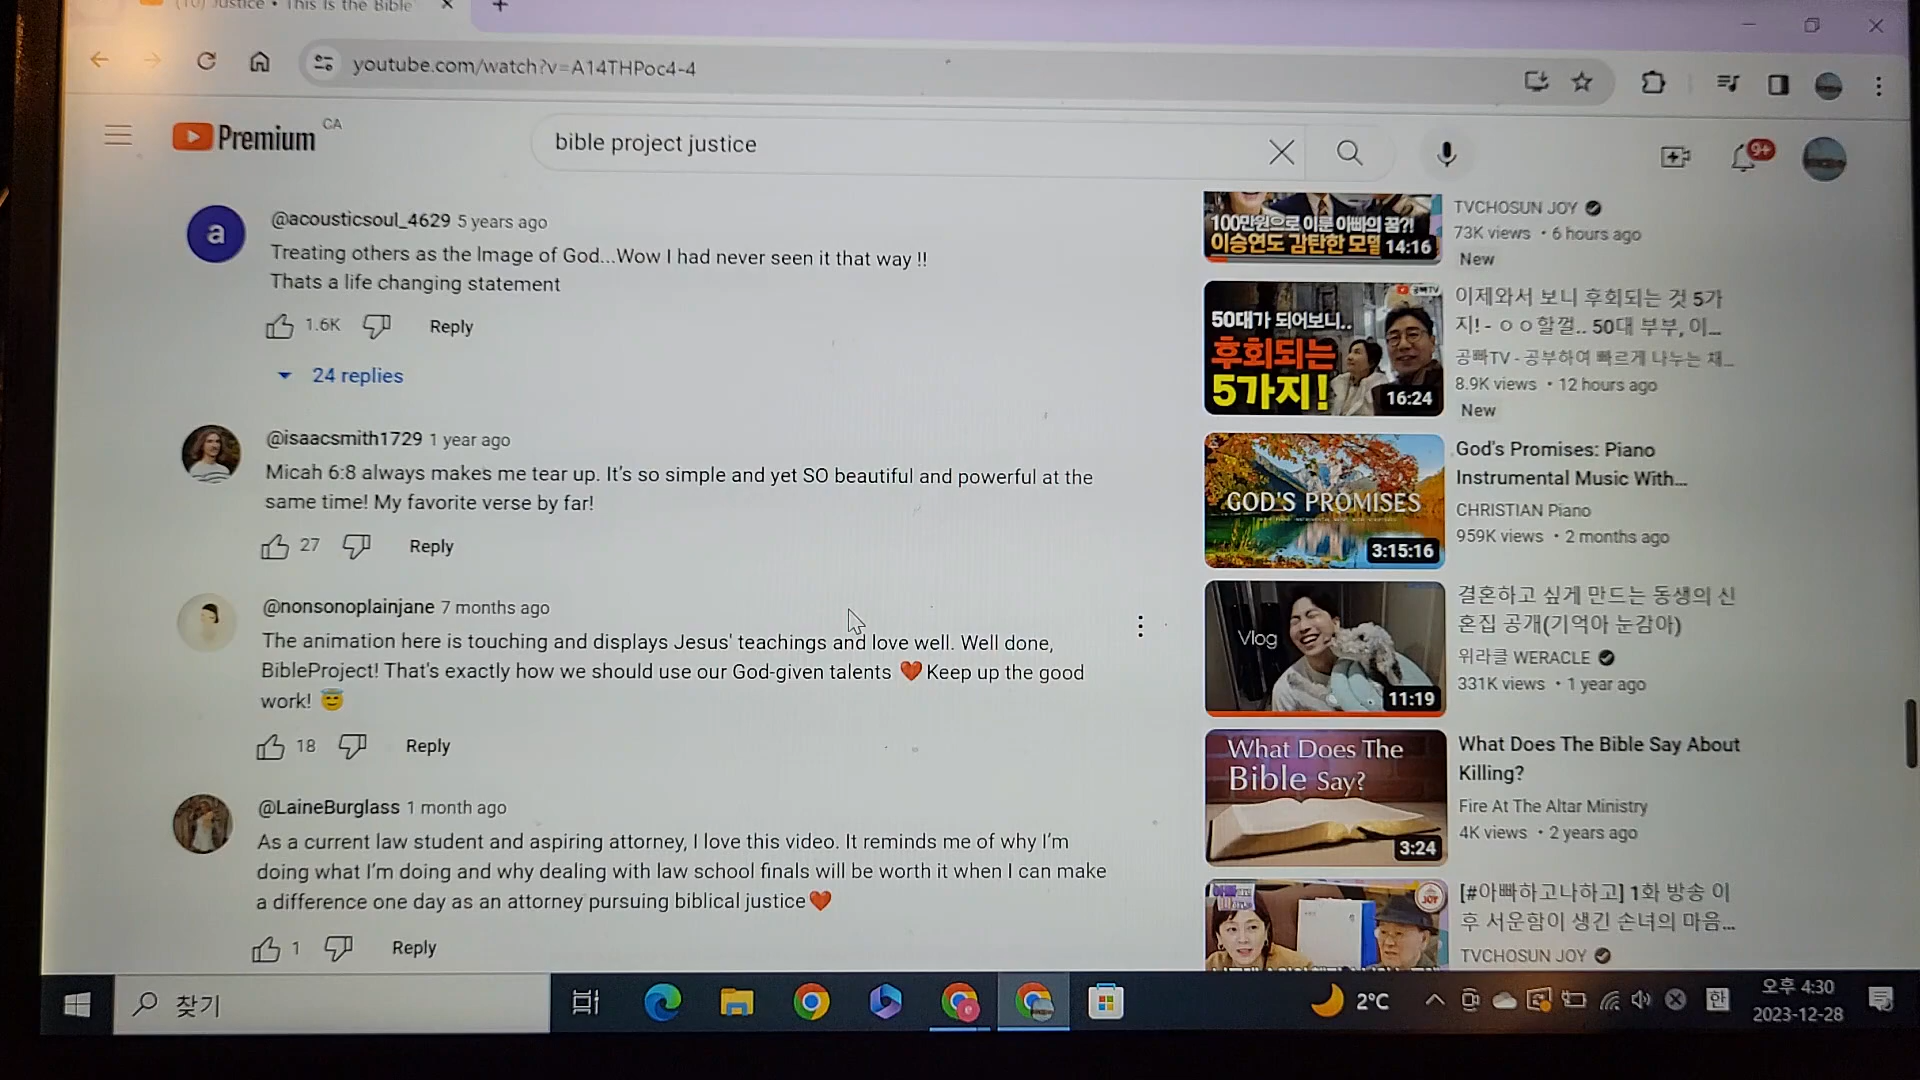 (10) Justice • This Is the Bible
youtube.com/watch?v=A14THPoc4-4
Premium
CA
bible project justice
9+
a
@acousticsoul_4629 5 years ago
Treating others as the Image of God...Wow I had never seen it that way !!
Thats a life changing statement
1.6K
Reply
24 replies
@isaacsmith1729 1 year ago
Micah 6:8 always makes me tear up. It's so simple and yet SO beautiful and powerful at the
same time! My favorite verse by far!
27
Reply
@nonsonoplainjane 7 months ago
The animation here is touching and displays Jesus' teachings and love well. Well done,
BibleProject! That's exactly how we should use our God-given talents ❤️ Keep up the good
work! 😇
18
Reply
@LaineBurglass 1 month ago
As a current law student and aspiring attorney, I love this video. It reminds me of why I'm
doing what I'm doing and why dealing with law school finals will be worth it when I can make
a difference one day as an attorney pursuing biblical justice❤️
1
Reply
100만원으로 이룬 아빠의 꿈?!
이승연도 감탄한 모델
14:16
TVCHOSUN JOY
73K views • 6 hours ago
New
50대가 되어보니..
후회되는
5가지!
16:24
이제와서 보니 후회되는 것 5가
지! - ㅇㅇ할껄.. 50대 부부, 이...
공빠TV - 공부하여 빠르게 나누는 채...
8.9K views • 12 hours ago
New
GOD'S PROMISES
3:15:16
God's Promises: Piano
Instrumental Music With...
CHRISTIAN Piano
959K views • 2 months ago
Vlog
11:19
결혼하고 싶게 만드는 동생의 신
혼집 공개(기억아 눈감아)
위라클 WERACLE
331K views • 1 year ago
What Does The
Bible Say?
3:24
What Does The Bible Say About
Killing?
Fire At The Altar Ministry
4K views • 2 years ago
JOY
[#아빠하고나하고] 1화 방송 이
후 서운함이 생긴 손녀의 마음...
TVCHOSUN JOY
찾기
2°C
한
오후 4:30
2023-12-28